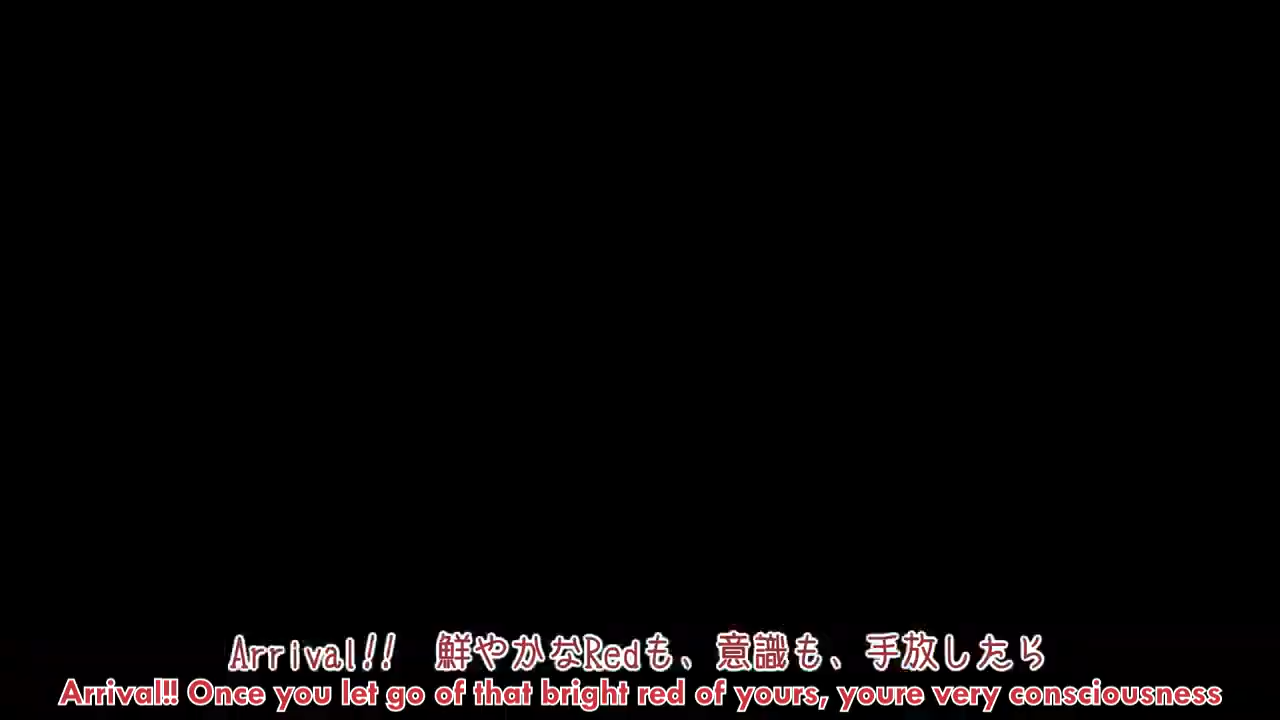 Arrival!!　鮮やかなRedも、意識も、手放したら
Arrival!! Once you let go of that bright red of yours, youre very consciousness